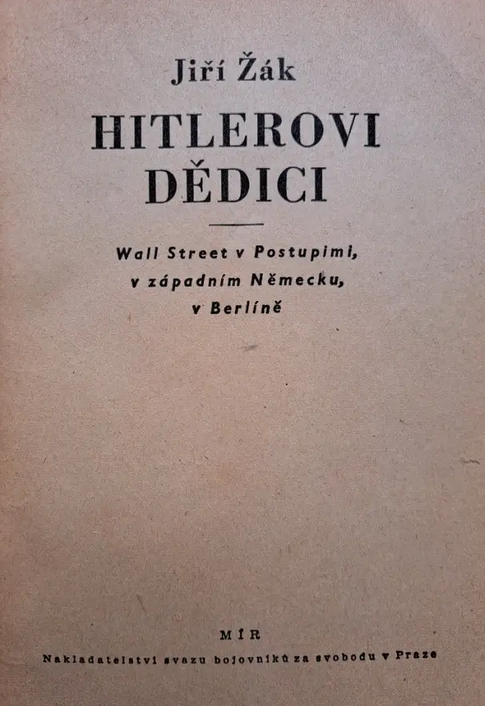 Jiří Žák
HITLEROVI
DĚDICI
Wall Street v Postupimi,
v západním Německu,
v Berlíně
MÍR
Nakladatelství svazu bojovníků za svobodu v Praze